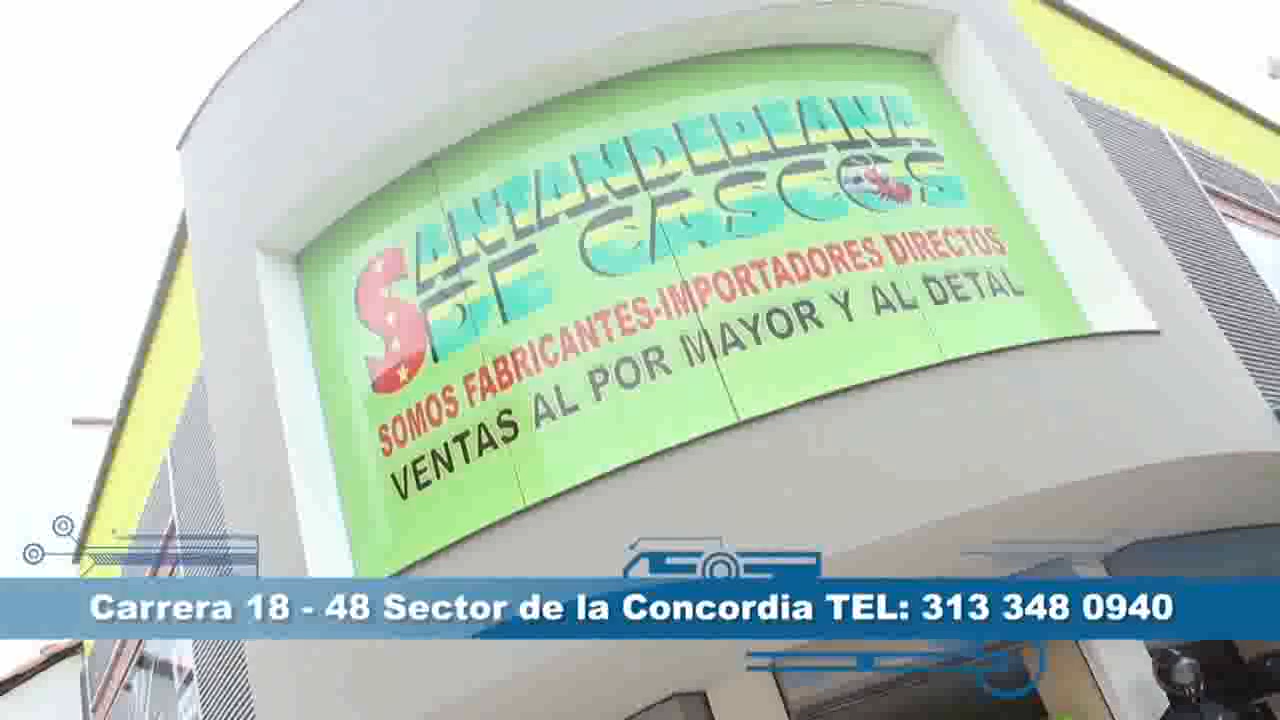 SANTANDEREANA
DE CASCOS
SOMOS FABRICANTES-IMPORTADORES DIRECTOS
VENTAS AL POR MAYOR Y AL DETAL
Carrera 18 - 48 Sector de la Concordia TEL: 313 348 0940